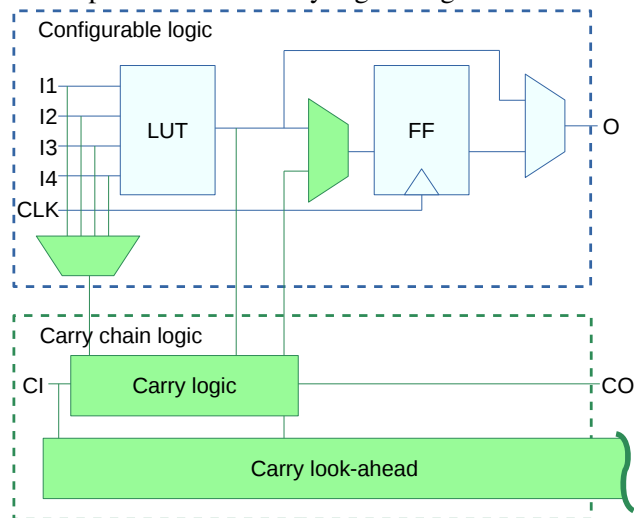 Configurable logic
I1
I2
I3
I4
CLK
LUT
FF
O
Carry chain logic
CI
Carry logic
CO
Carry look-ahead